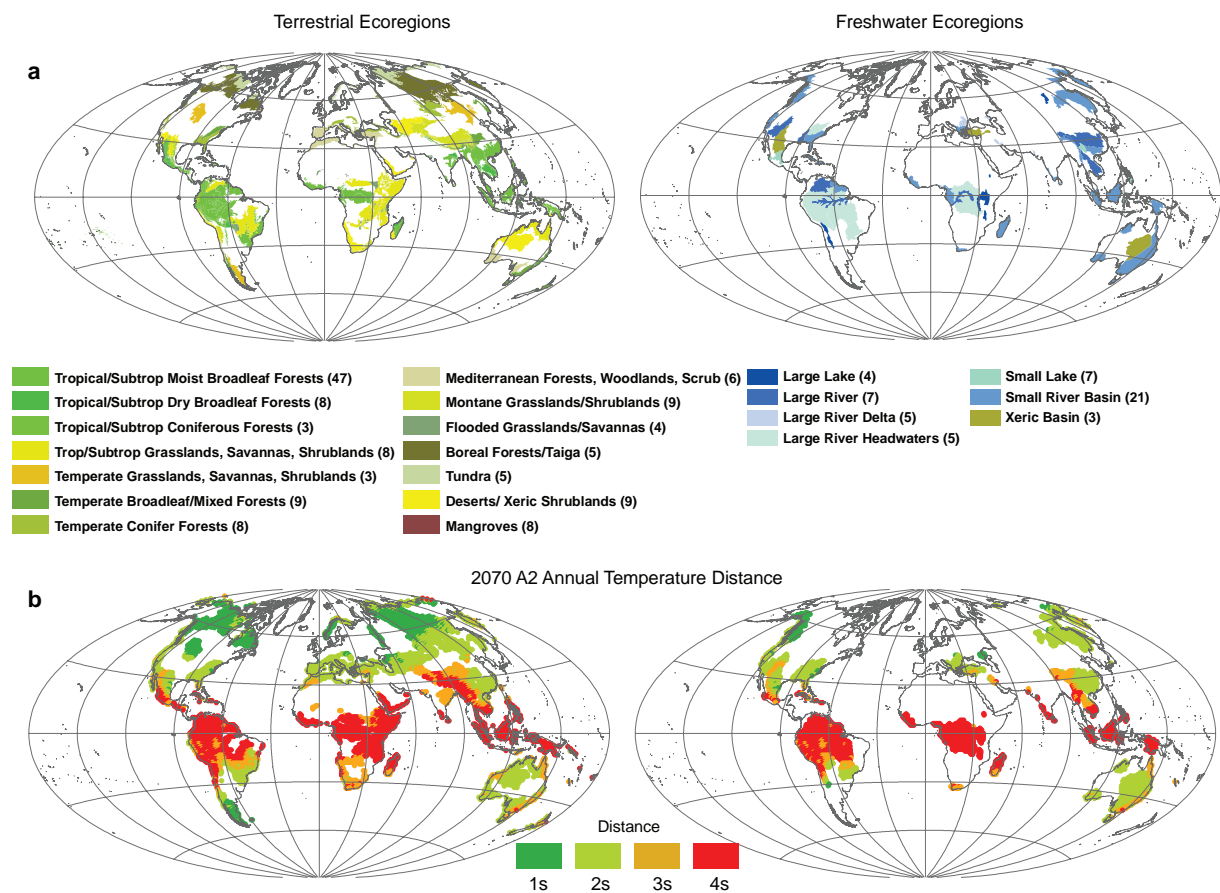 Terrestrial Ecoregions
Freshwater Ecoregions
a
Tropical/Subtrop Moist Broadleaf Forests (47)
Tropical/Subtrop Dry Broadleaf Forests (8)
Tropical/Subtrop Coniferous Forests (3)
Trop/Subtrop Grasslands, Savannas, Shrublands (8)
Temperate Grasslands, Savannas, Shrublands (3)
Temperate Broadleaf/Mixed Forests (9)
Temperate Conifer Forests (8)
Mediterranean Forests, Woodlands, Scrub (6)
Montane Grasslands/Shrublands (9)
Flooded Grasslands/Savannas (4)
Boreal Forests/Taiga (5)
Tundra (5)
Deserts/ Xeric Shrublands (9)
Mangroves (8)
Large Lake (4)
Large River (7)
Large River Delta (5)
Large River Headwaters (5)
Small Lake (7)
Small River Basin (21)
Xeric Basin (3)
2070 A2 Annual Temperature Distance
b
Distance
1s 2s 3s 4s